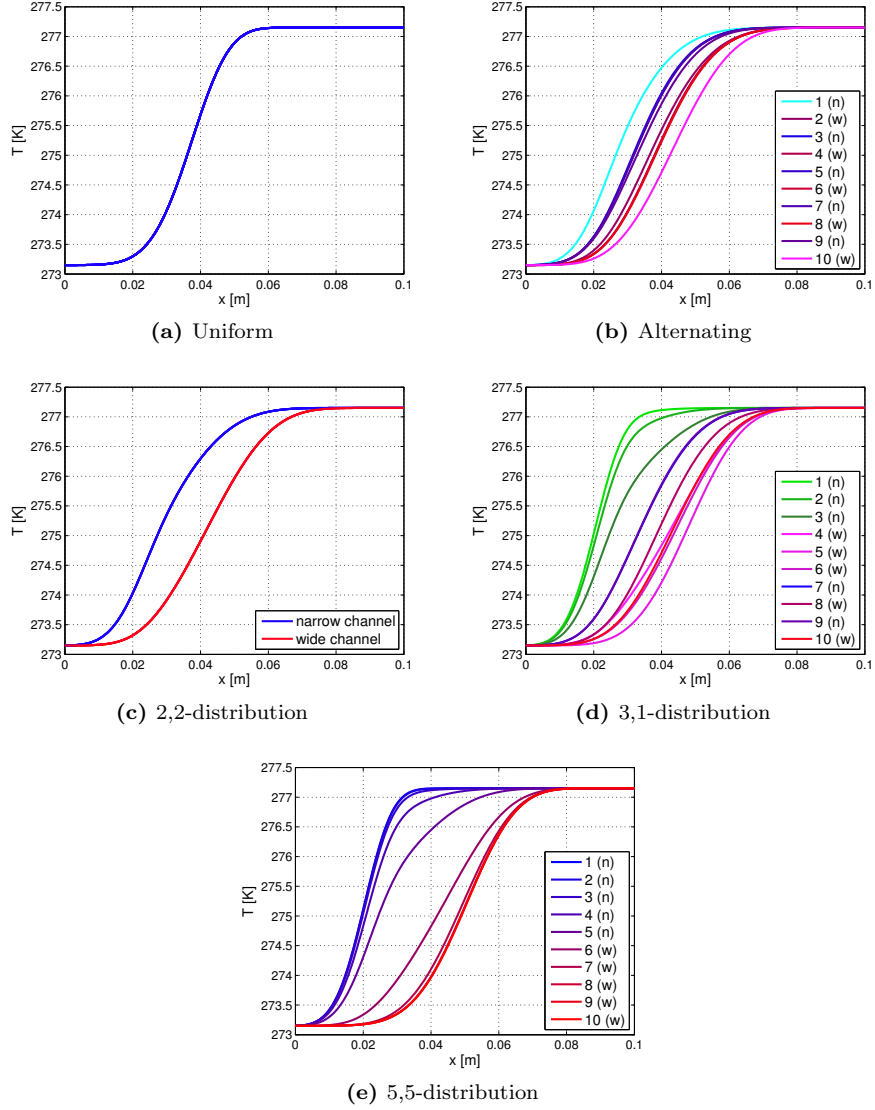 277.5
277
276.5
276
275.5
275
274.5
274
273.5
273
T [K]
0 0.02 0.04 0.06 0.08 0.1
x [m]
(a) Uniform
277.5
277
276.5
276
275.5
275
274.5
274
273.5
273
T [K]
1 (n)
2 (w)
3 (n)
4 (w)
5 (n)
6 (w)
7 (n)
8 (w)
9 (n)
10 (w)
0 0.02 0.04 0.06 0.08 0.1
x [m]
(b) Alternating
277.5
277
276.5
276
275.5
275
274.5
274
273.5
273
T [K]
narrow channel
wide channel
0 0.02 0.04 0.06 0.08 0.1
x [m]
(c) 2,2-distribution
277.5
277
276.5
276
275.5
275
274.5
274
273.5
273
T [K]
1 (n)
2 (n)
3 (n)
4 (w)
5 (w)
6 (w)
7 (n)
8 (w)
9 (n)
10 (w)
0 0.02 0.04 0.06 0.08 0.1
x [m]
(d) 3,1-distribution
277.5
277
276.5
276
275.5
275
274.5
274
273.5
273
T [K]
1 (n)
2 (n)
3 (n)
4 (n)
5 (n)
6 (w)
7 (w)
8 (w)
9 (w)
10 (w)
0 0.02 0.04 0.06 0.08 0.1
x [m]
(e) 5,5-distribution